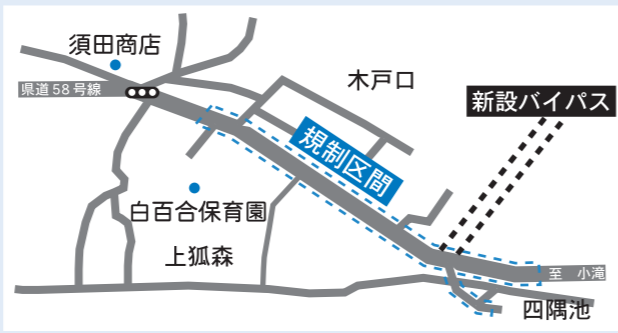 須田商店
県道58号線
木戸口
新設バイパス
規制区間
白百合保育園
上狐森
至 小滝
四隅池